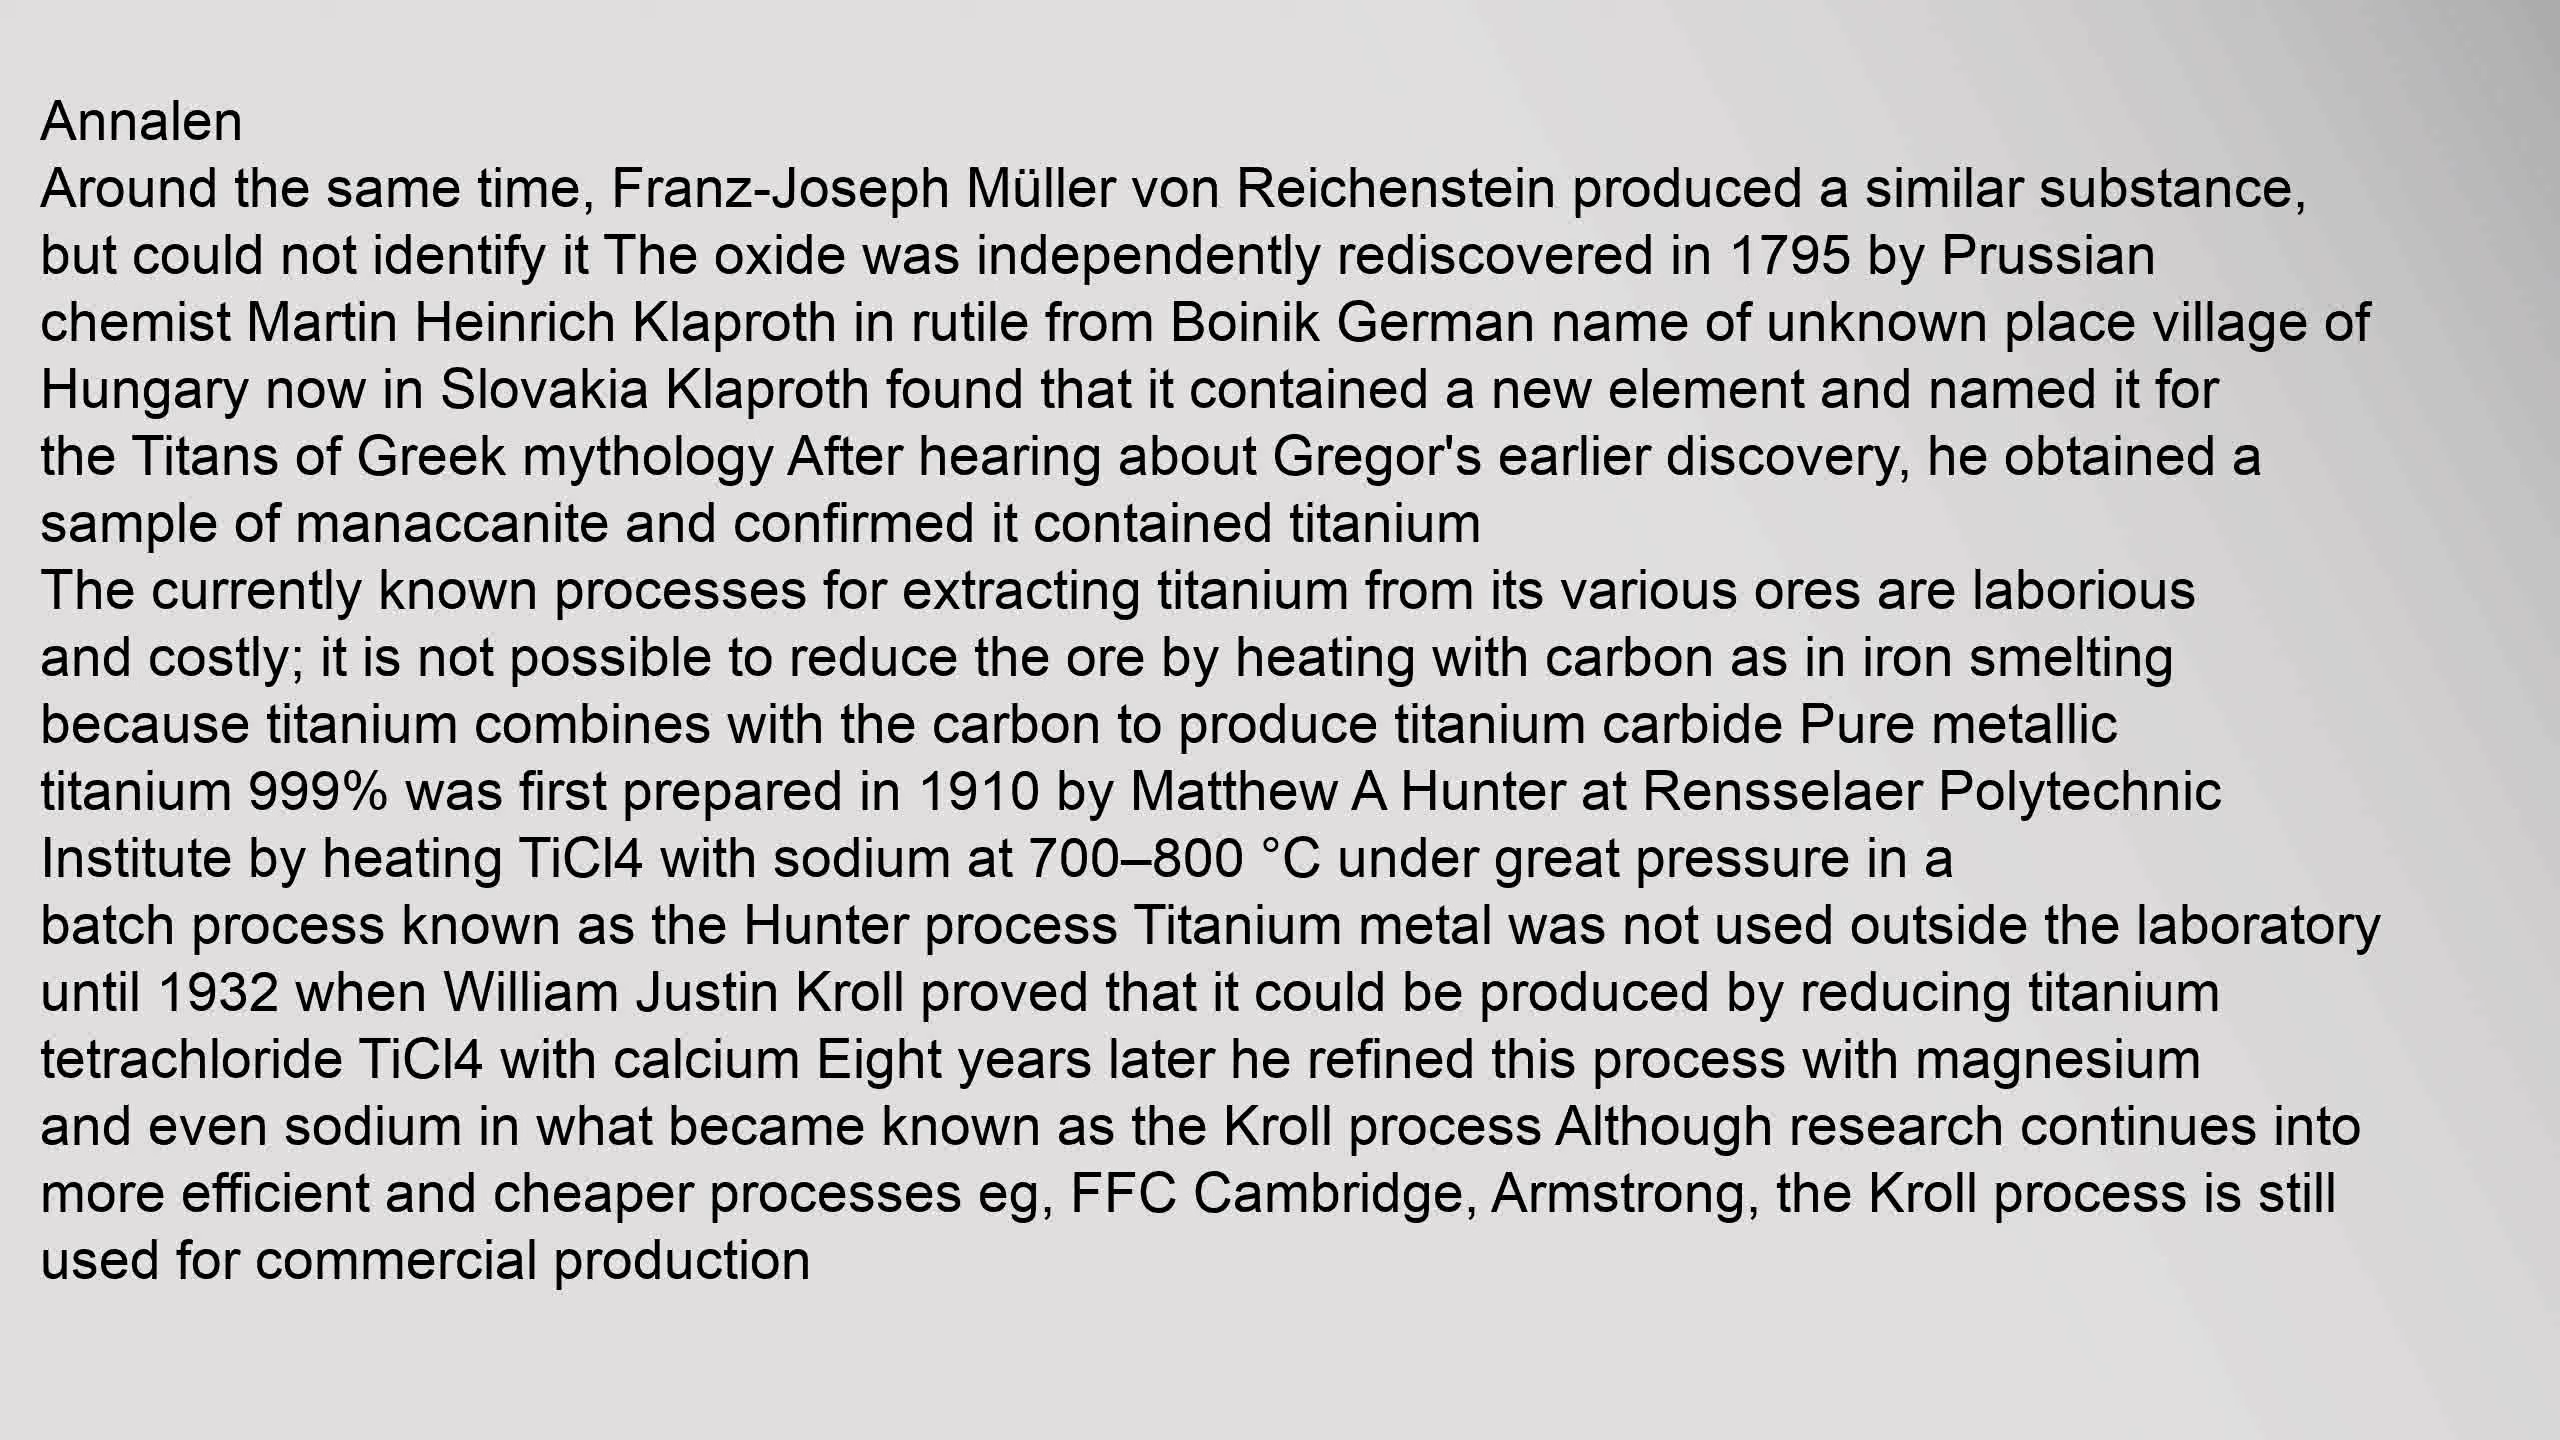 Annalen
Around the same time, Franz-Joseph Müller von Reichenstein produced a similar substance,
but could not identify it The oxide was independently rediscovered in 1795 by Prussian
chemist Martin Heinrich Klaproth in rutile from Boinik German name of unknown place village of
Hungary now in Slovakia Klaproth found that it contained a new element and named it for
the Titans of Greek mythology After hearing about Gregor's earlier discovery, he obtained a
sample of manaccanite and confirmed it contained titanium
The currently known processes for extracting titanium from its various ores are laborious
and costly; it is not possible to reduce the ore by heating with carbon as in iron smelting
because titanium combines with the carbon to produce titanium carbide Pure metallic
titanium 999% was first prepared in 1910 by Matthew A Hunter at Rensselaer Polytechnic
Institute by heating TiCl4 with sodium at 700–800 °C under great pressure in a
batch process known as the Hunter process Titanium metal was not used outside the laboratory
until 1932 when William Justin Kroll proved that it could be produced by reducing titanium
tetrachloride TiCl4 with calcium Eight years later he refined this process with magnesium
and even sodium in what became known as the Kroll process Although research continues into
more efficient and cheaper processes eg, FFC Cambridge, Armstrong, the Kroll process is still
used for commercial production